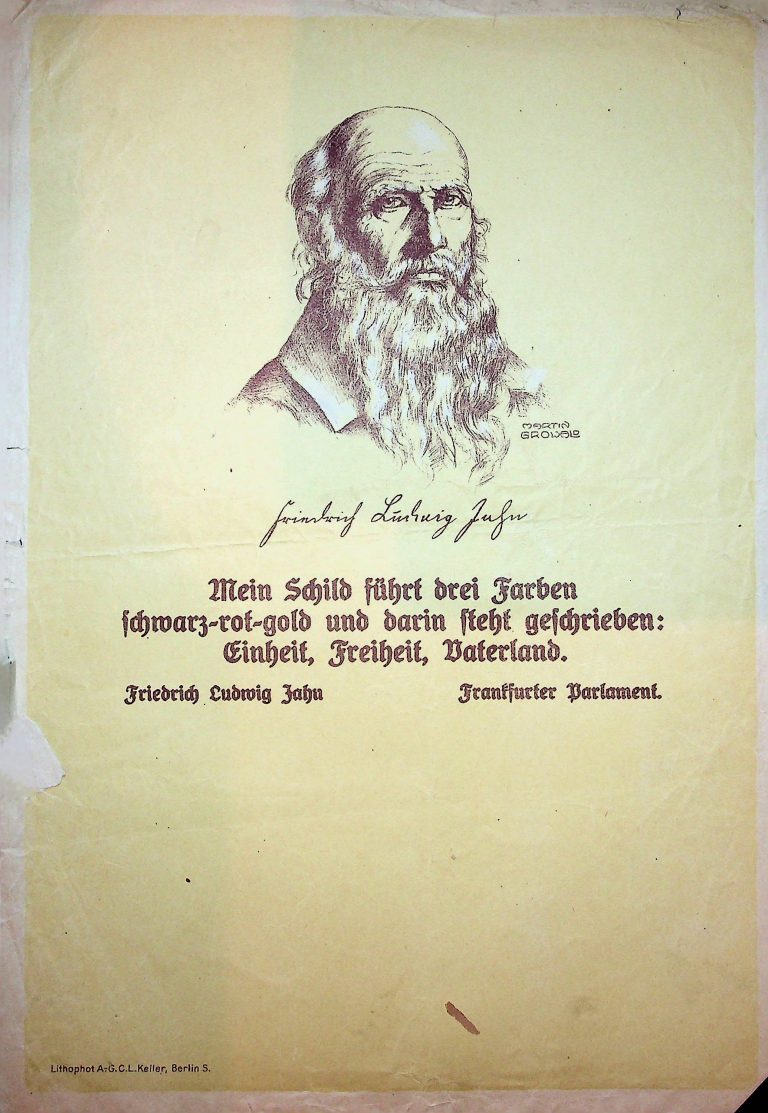 MARTIN
GROWALD
Friedrich Ludwig Jahn
Mein Schild führt drei Farben
schwarz-rot-gold und darin steht geschrieben:
Einheit, Freiheit, Vaterland.
Friedrich Ludwig Jahn Frankfurter Parlament.
Lithophot A.-G.C.L.Keller, Berlin S.